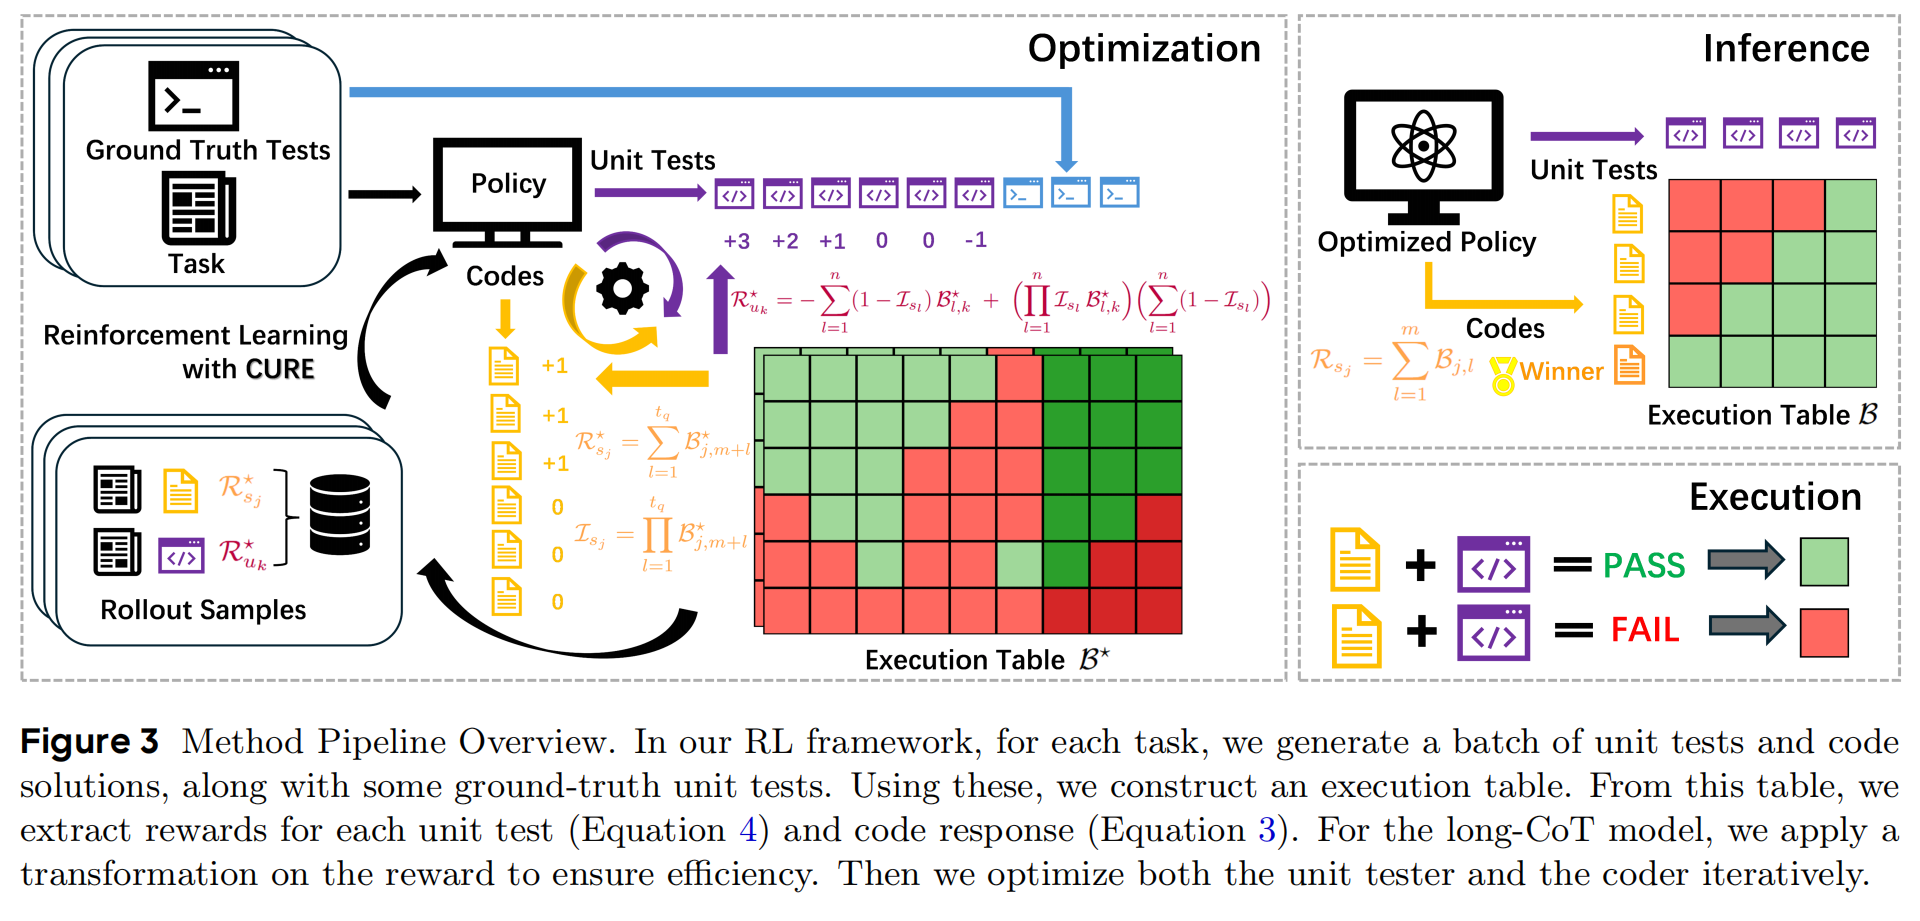 Optimization
Ground Truth Tests
Task
Policy
Unit Tests
+3 +2 +1 0 0 -1
Codes
Reinforcement Learning
with CURE
$\mathcal{R}^{\star}_{u_k} = -\sum_{l=1}^{n}(1-\mathcal{I}_{s_l})\mathcal{B}^{\star}_{l,k} + \left(\prod_{l=1}^{n}\mathcal{I}_{s_l}\mathcal{B}^{\star}_{l,k}\right)\left(\sum_{l=1}^{n}(1-\mathcal{I}_{s_l})\right)$
+1
+1
+1
0
0
0
$\mathcal{R}^{\star}_{s_j} = \sum_{l=1}^{t_q}\mathcal{B}^{\star}_{j,m+l}$
$\mathcal{I}_{s_j} = \prod_{l=1}^{t_q}\mathcal{B}^{\star}_{j,m+l}$
$\mathcal{R}^{\star}_{s_j}$
$\mathcal{R}^{\star}_{u_k}$
Rollout Samples
Execution Table $\mathcal{B}^{\star}$
Inference
Unit Tests
Optimized Policy
Codes
$\mathcal{R}_{s_j} = \sum_{l=1}^{m}\mathcal{B}_{j,l}$
Winner
Execution Table $\mathcal{B}$
Execution
+ </> = PASS
+ </> = FAIL
Figure 3 Method Pipeline Overview. In our RL framework, for each task, we generate a batch of unit tests and code
solutions, along with some ground-truth unit tests. Using these, we construct an execution table. From this table, we
extract rewards for each unit test (Equation 4) and code response (Equation 3). For the long-CoT model, we apply a
transformation on the reward to ensure efficiency. Then we optimize both the unit tester and the coder iteratively.